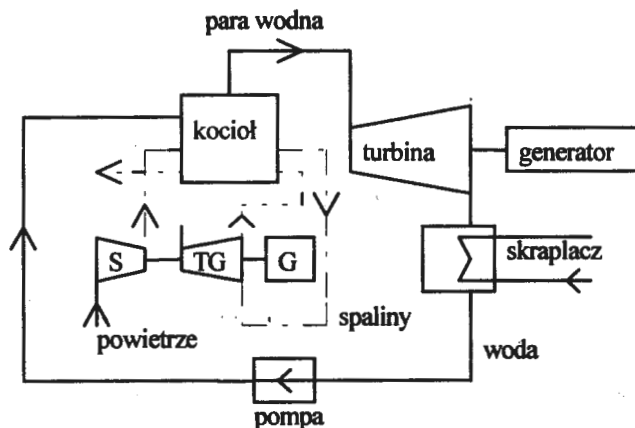 para wodna
kocioł
turbina
generator
S
TG
G
skraplacz
powietrze
spaliny
woda
pompa